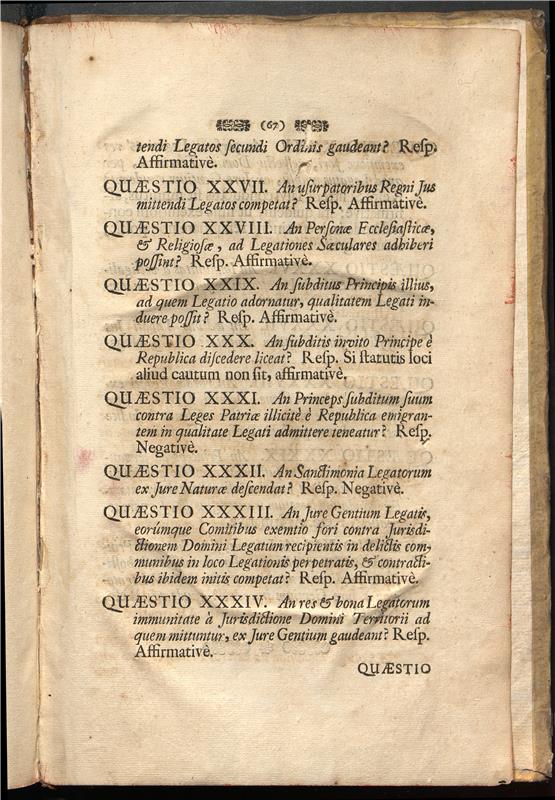 (67)
tendi Legatos secundi Ordinis gaudeant? Resp.
Affirmativè.
QUÆSTIO XXVII. An usurpatoribus Regni Jus
mittendi Legatos competat? Resp. Affirmativè.
QUÆSTIO XXVIII. An Personæ Ecclesiasticæ,
& Religiosæ, ad Legationes Sæculares adhiberi
possint? Resp. Affirmativè.
QUÆSTIO XXIX. An subditus Principis illius,
ad quem Legatio adornatur, qualitatem Legati in-
duere possit? Resp. Affirmativè.
QUÆSTIO XXX. An subditis invito Principe è
Republica discedere liceat? Resp. Si statutis loci
aliud cautum non sit, affirmativè.
QUÆSTIO XXXI. An Princeps subditum suum
contra Leges Patriæ illicitè è Republica emigran-
tem in qualitate Legati admittere teneatur? Resp.
Negativè.
QUÆSTIO XXXII. An Sanctimonia Legatorum
ex Jure Naturæ descendat? Resp. Negativè.
QUÆSTIO XXXIII. An Jure Gentium Legatis,
eorúmque Comitibus exemtio fori contra Jurisdi-
ctionem Domini Legatum recipientis in delictis com-
munibus in loco Legationis perpetratis, & contracti-
bus ibidem initis competat? Resp. Affirmativè.
QUÆSTIO XXXIV. An res & bona Legatorum
immunitate à Jurisdictione Domini Territorii ad
quem mittuntur, ex Jure Gentium gaudeant? Resp.
Affirmativè.
QUÆSTIO